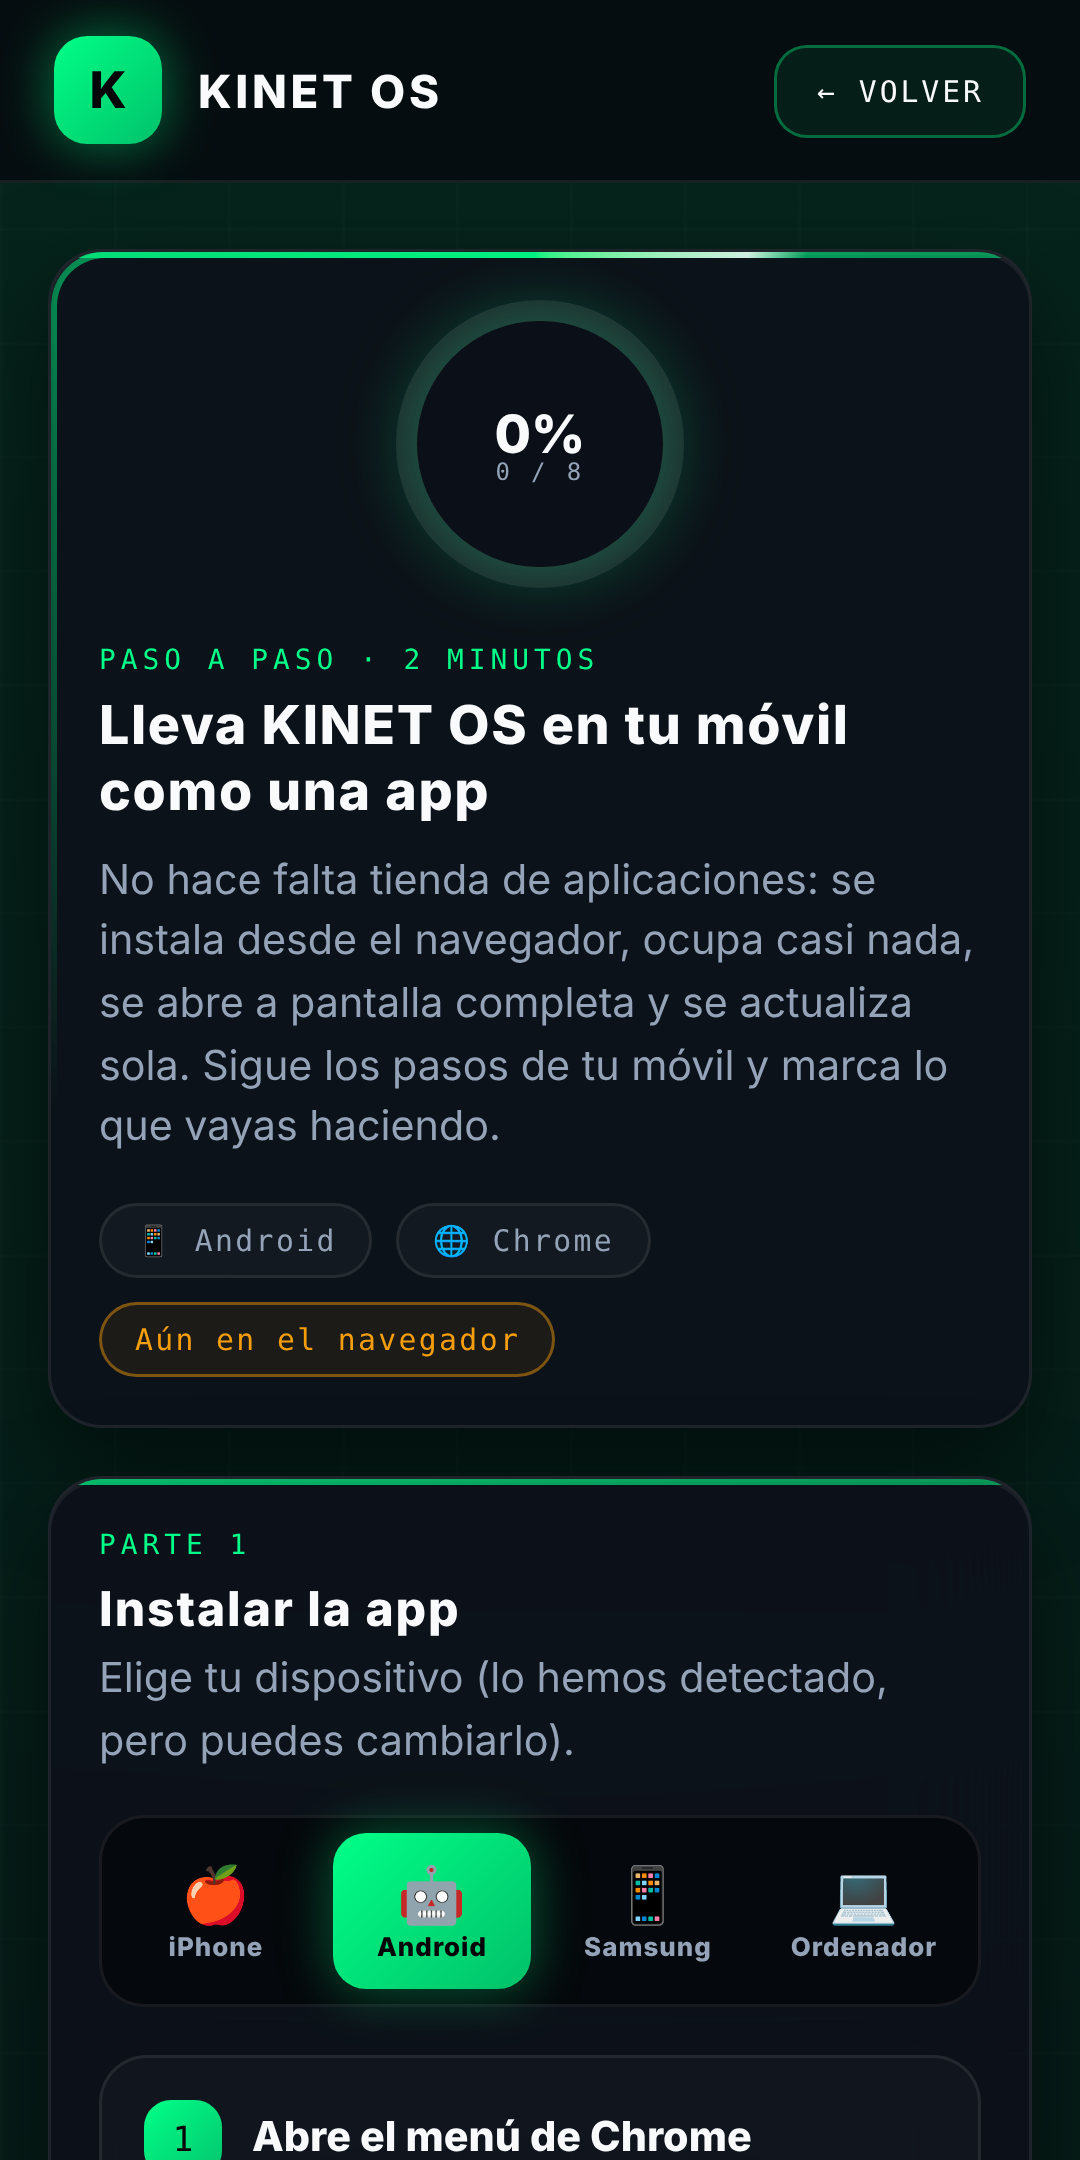 K
KINET OS
← VOLVER
0%
0 / 8
PASO A PASO · 2 MINUTOS
Lleva KINET OS en tu móvil
como una app
No hace falta tienda de aplicaciones: se
instala desde el navegador, ocupa casi nada,
se abre a pantalla completa y se actualiza
sola. Sigue los pasos de tu móvil y marca lo
que vayas haciendo.
Android
Chrome
Aún en el navegador
PARTE 1
Instalar la app
Elige tu dispositivo (lo hemos detectado,
pero puedes cambiarlo).
iPhone
Android
Samsung
Ordenador
1
Abre el menú de Chrome